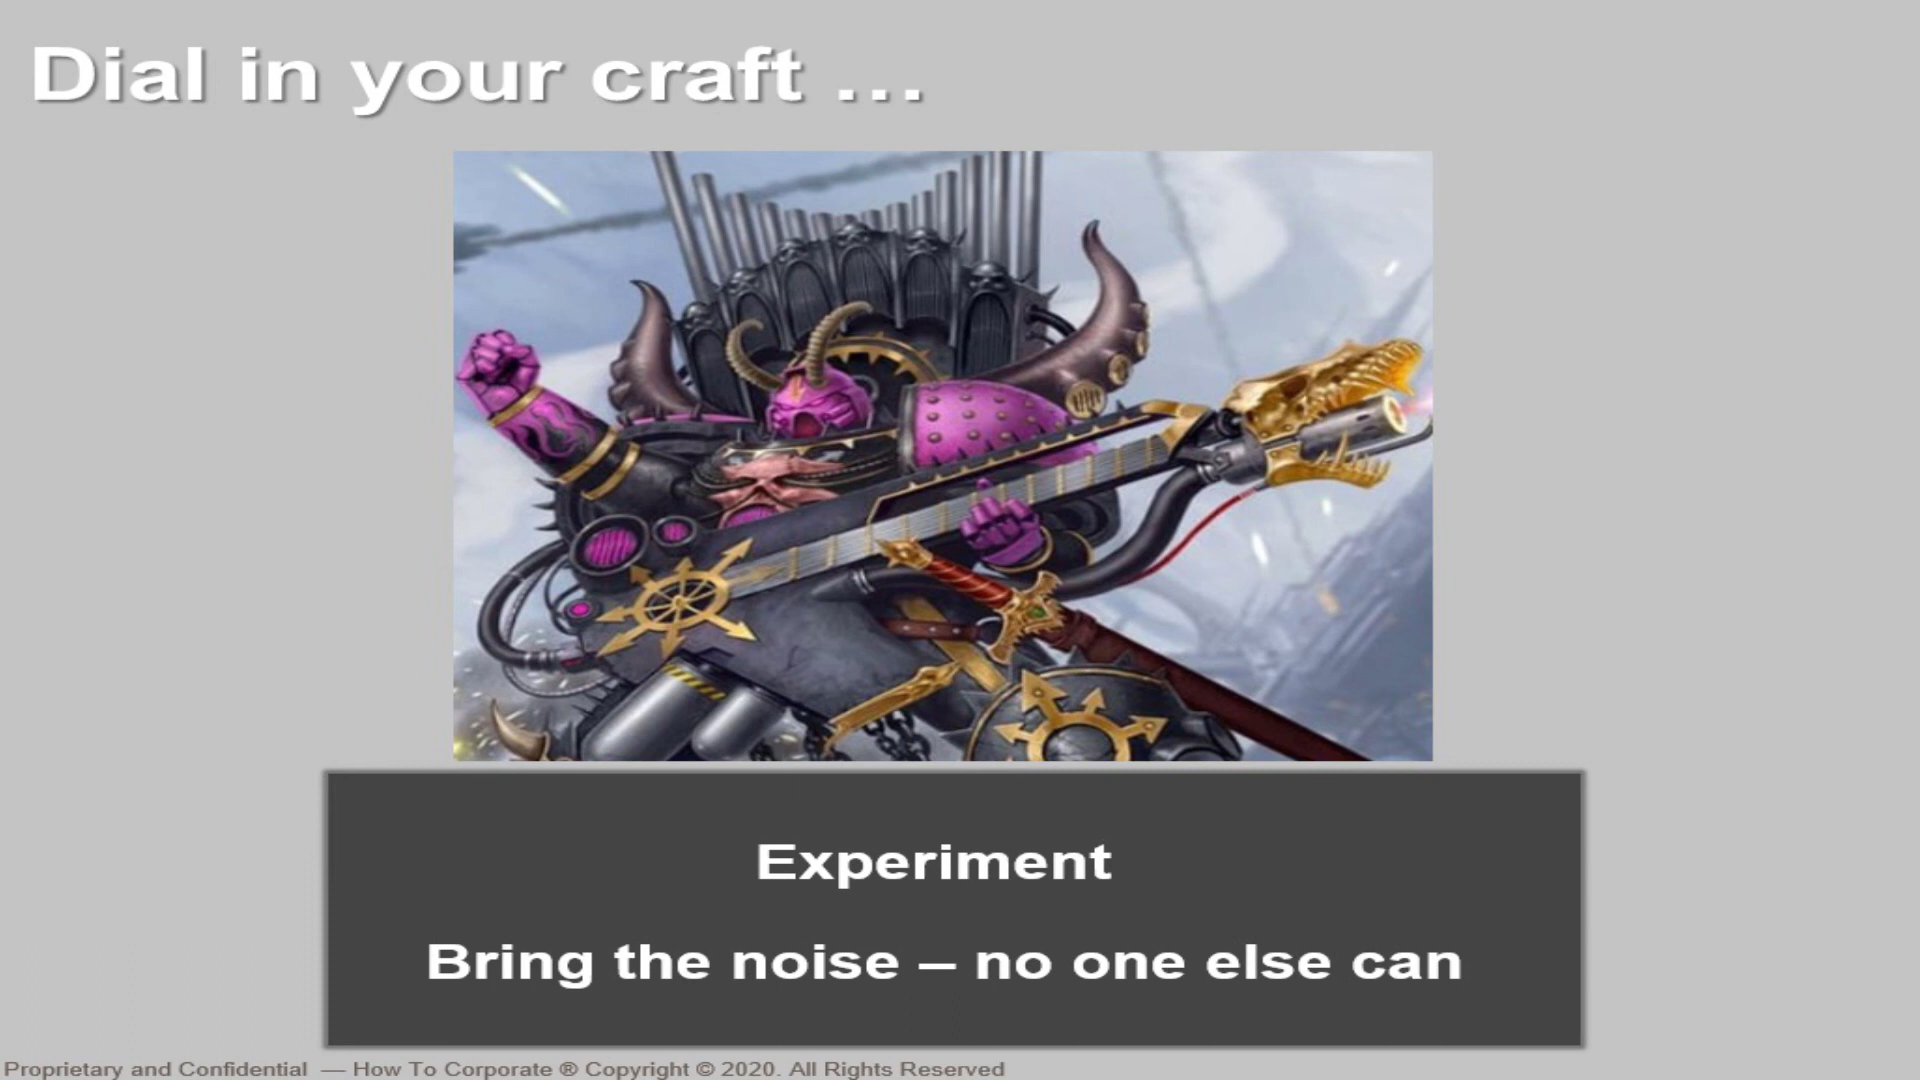 Dial in your craft ...
Experiment
Bring the noise – no one else can
Proprietary and Confidential — How To Corporate ® Copyright © 2020. All Rights Reserved